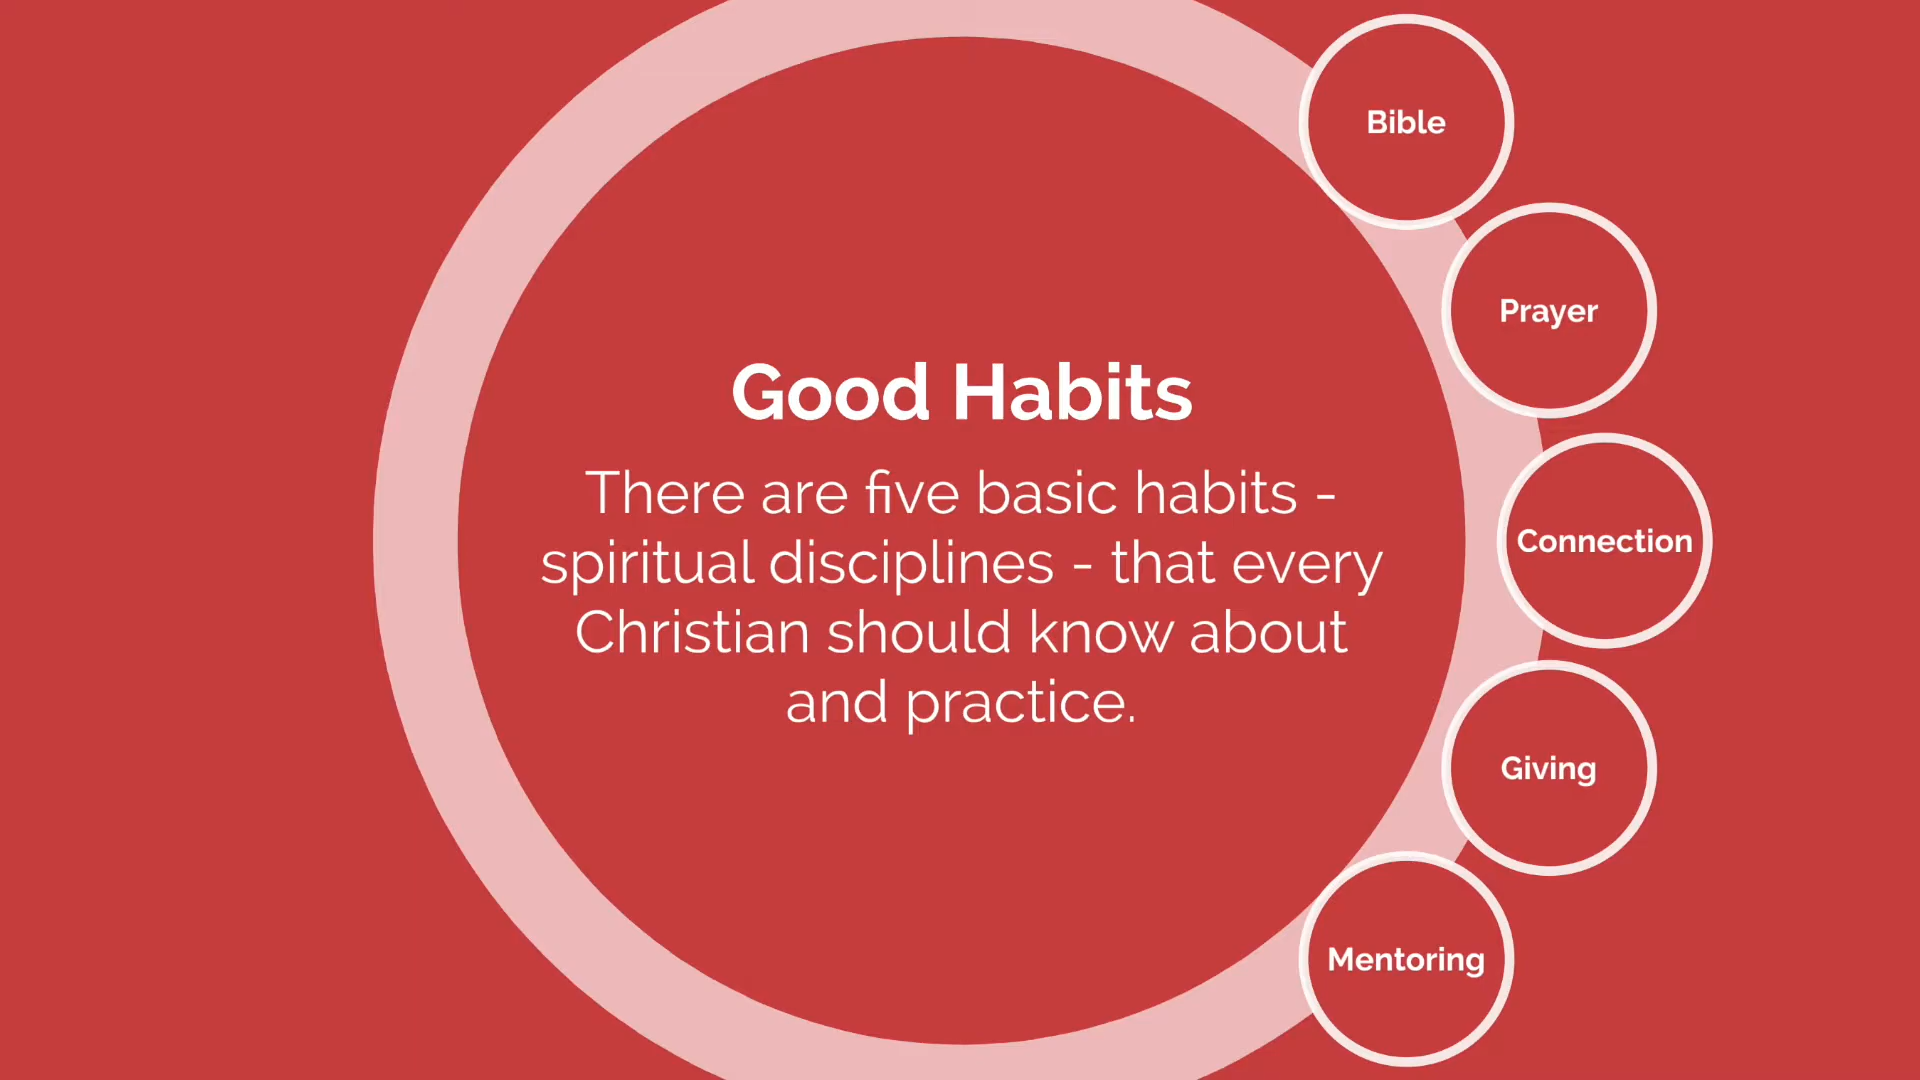 Good Habits
There are five basic habits -
spiritual disciplines - that every
Christian should know about
and practice.
Bible
Prayer
Connection
Giving
Mentoring